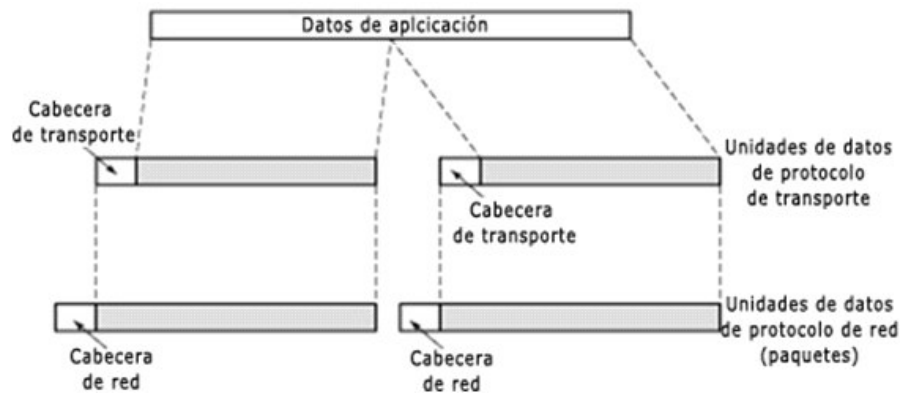 Datos de aplcicación
Cabecera
de transporte
Unidades de datos
de protocolo
de transporte
Cabecera
de transporte
Unidades de datos
de protocolo de red
(paquetes)
Cabecera
de red
Cabecera
de red